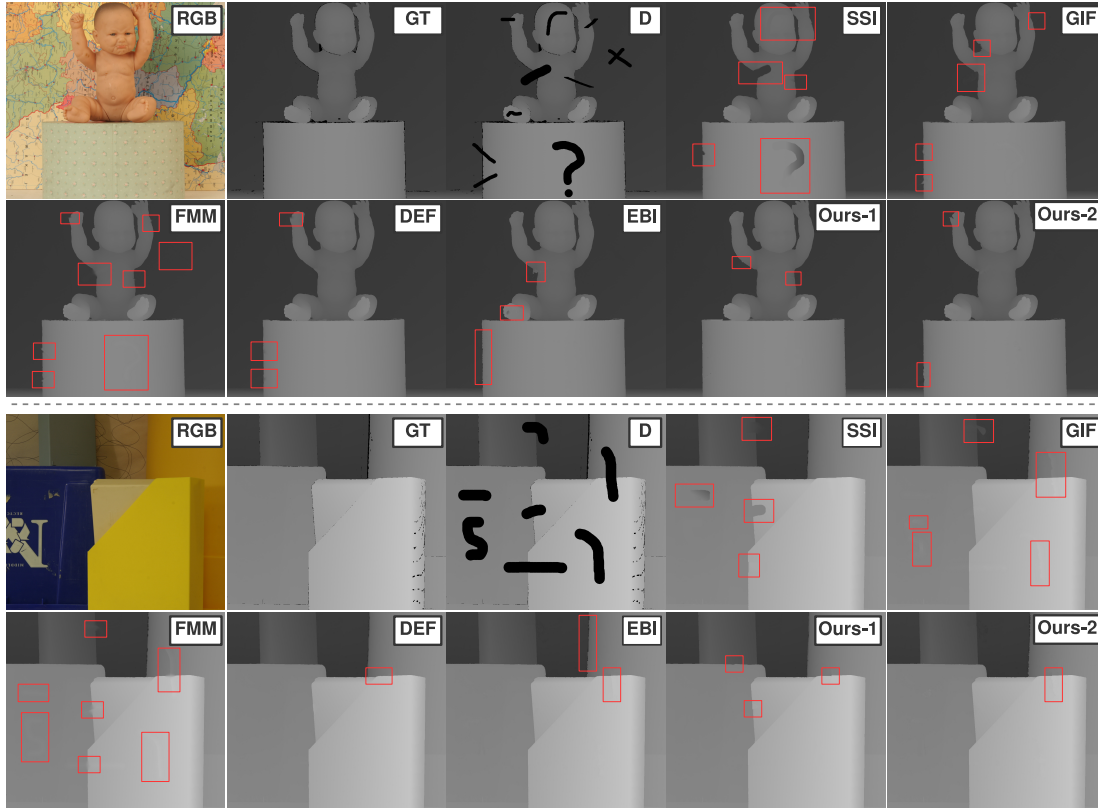 RGB
GT
D
SSI
GIF
FMM
DEF
EBI
Ours-1
Ours-2
RGB
GT
D
?
SSI
GIF
FMM
DEF
EBI
Ours-1
Ours-2